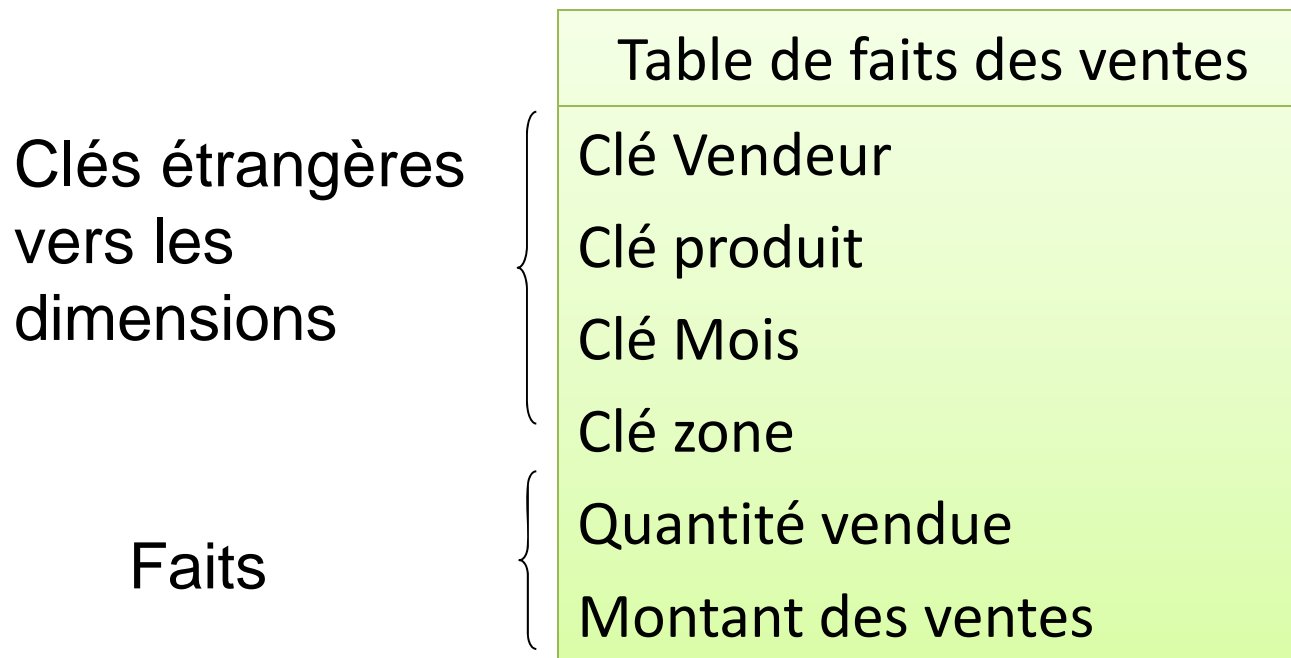 Table de faits des ventes
Clés étrangères
vers les
dimensions
Clé Vendeur
Clé produit
Clé Mois
Clé zone
Faits
Quantité vendue
Montant des ventes